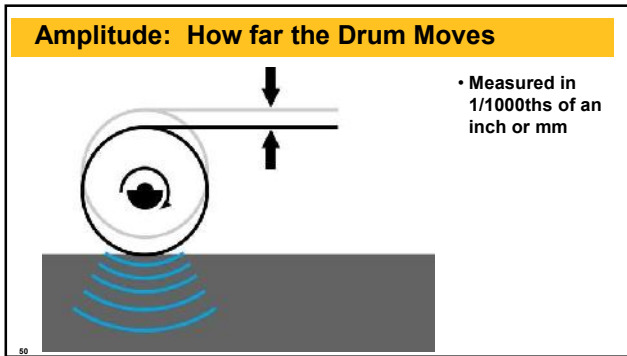 Amplitude: How far the Drum Moves
• Measured in
1/1000ths of an
inch or mm
50